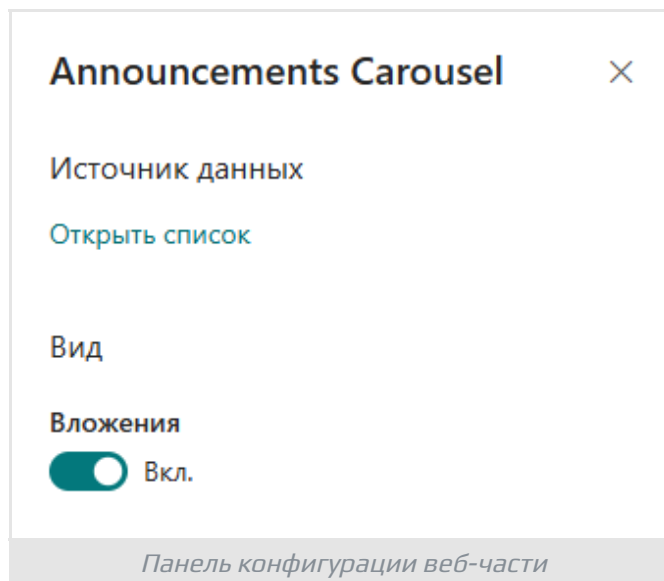 Announcements Carousel
Источник данных
Открыть список
Вид
Вложения
Вкл.
Панель конфигурации веб-части